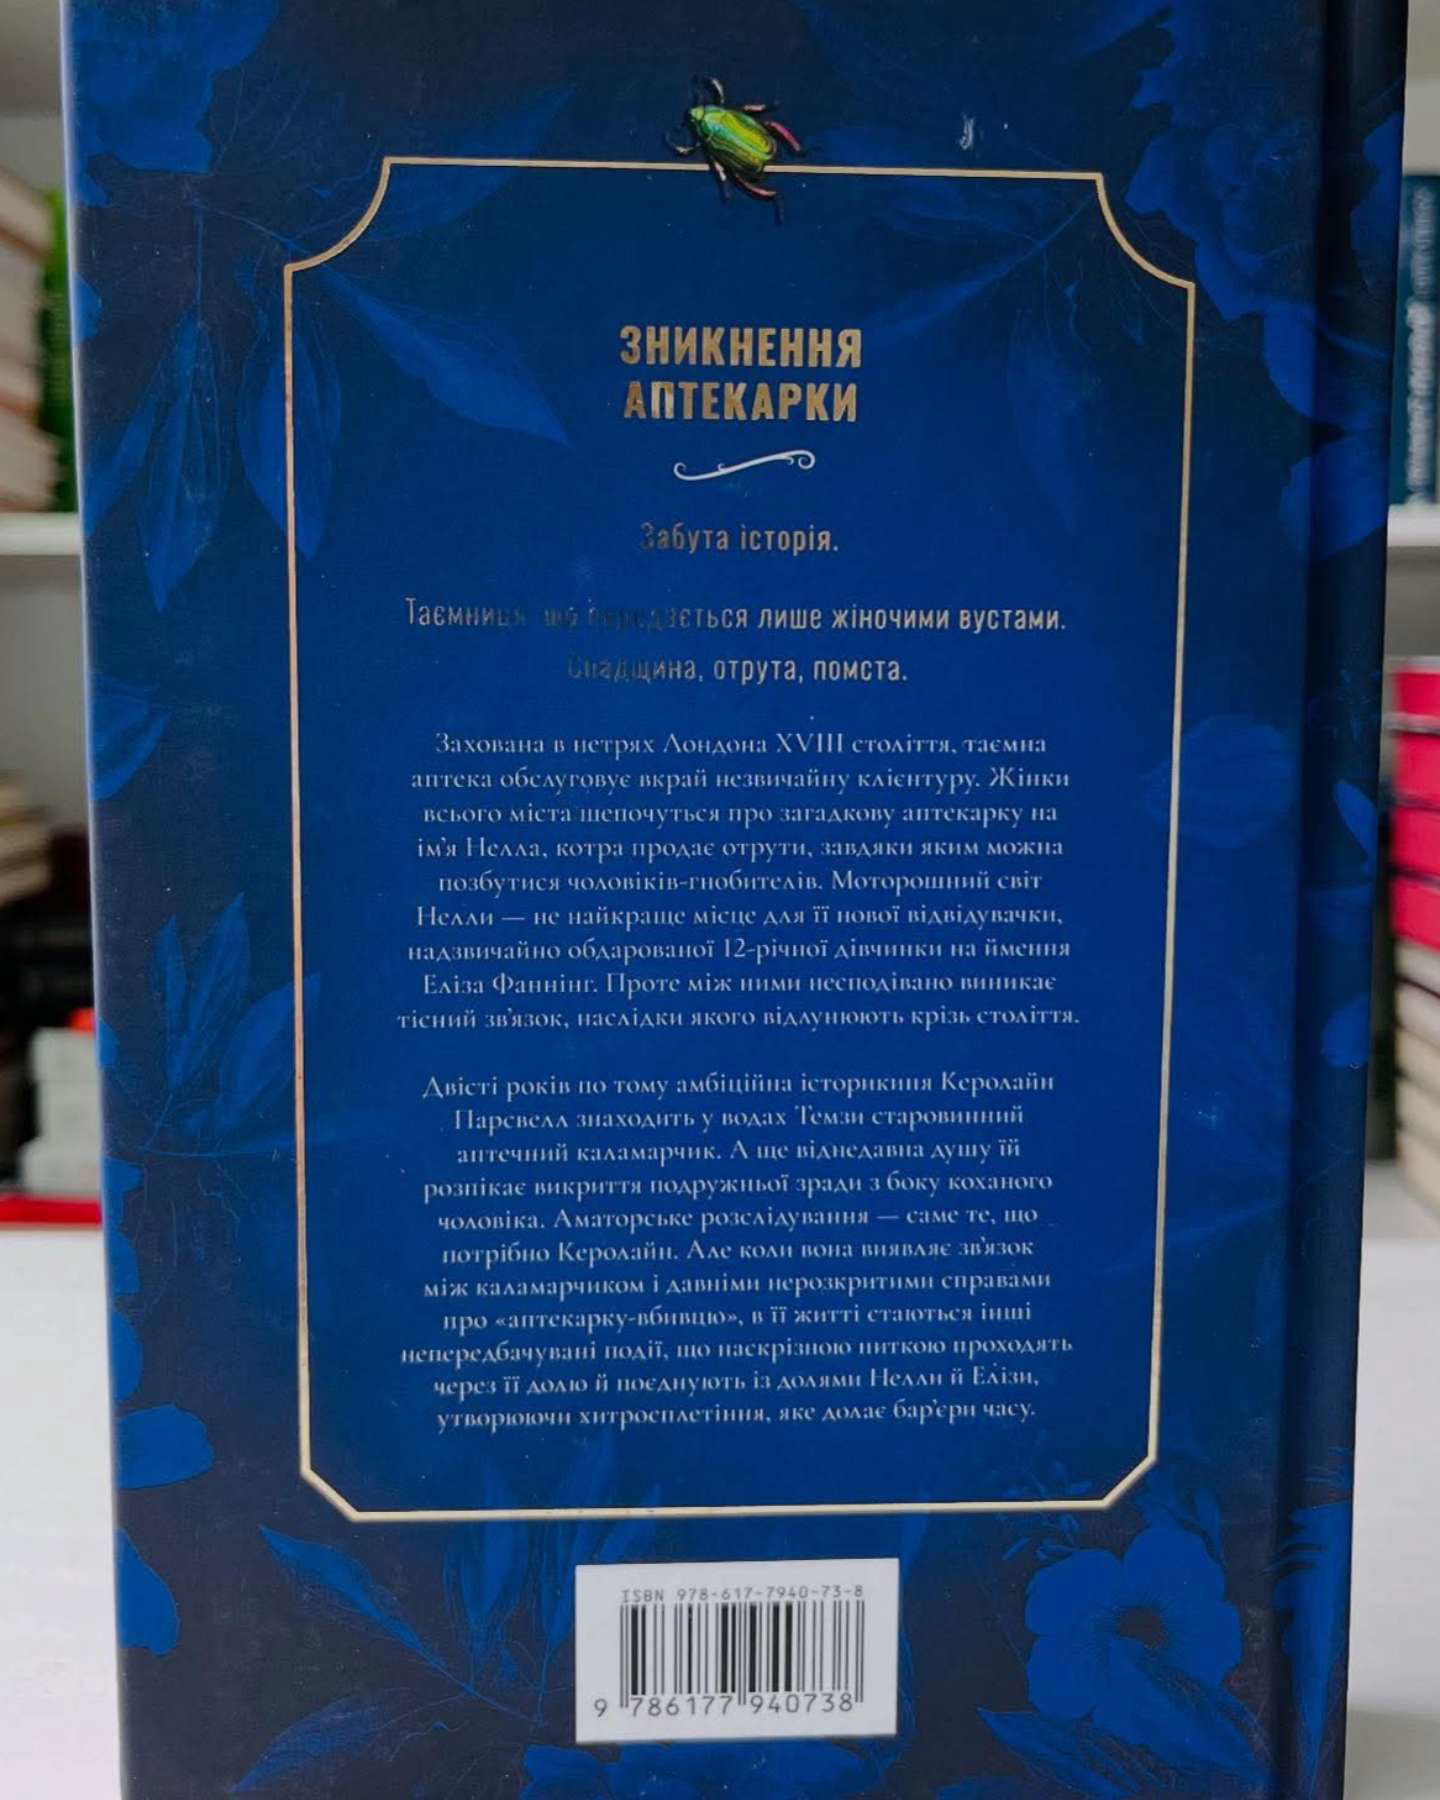 ЗНИКНЕННЯ
АПТЕКАРКИ
Забута історія.
Таємниця, що передається лише жіночими вустами.
Спадщина, отрута, помста.
Захована в нетрях Лондона XVIII століття, таємна
аптека обслуговує вкрай незвичайну клієнтуру. Жінки
всього міста шепочуться про загадкову аптекарку на
ім'я Нелла, котра продає отрути, завдяки яким можна
позбутися чоловіків-гнобителів. Моторошний світ
Нелли — не найкраще місце для її нової відвідувачки,
надзвичайно обдарованої 12-річної дівчинки на ймення
Еліза Фаннінг. Проте між ними несподівано виникає
тісний зв'язок, наслідки якого відлунюють крізь століття.
Двісті років по тому амбіційна історикиня Керолайн
Парсвелл знаходить у водах Темзи старовинний
аптечний каламарчик. А ще віднедавна душу їй
розпікає викриття подружньої зради з боку коханого
чоловіка. Аматорське розслідування — саме те, що
потрібно Керолайн. Але коли вона виявляє зв'язок
між каламарчиком і давніми нерозкритими справами
про «аптекарку-вбивцю», в її житті стаються інші
непередбачувані події, що наскрізною ниткою проходять
через її долю й поєднують із долями Нелли й Елізи,
утворюючи хитросплетіння, яке долає бар'єри часу.
ISBN 978-617-7940-73-8
9 786177 940738